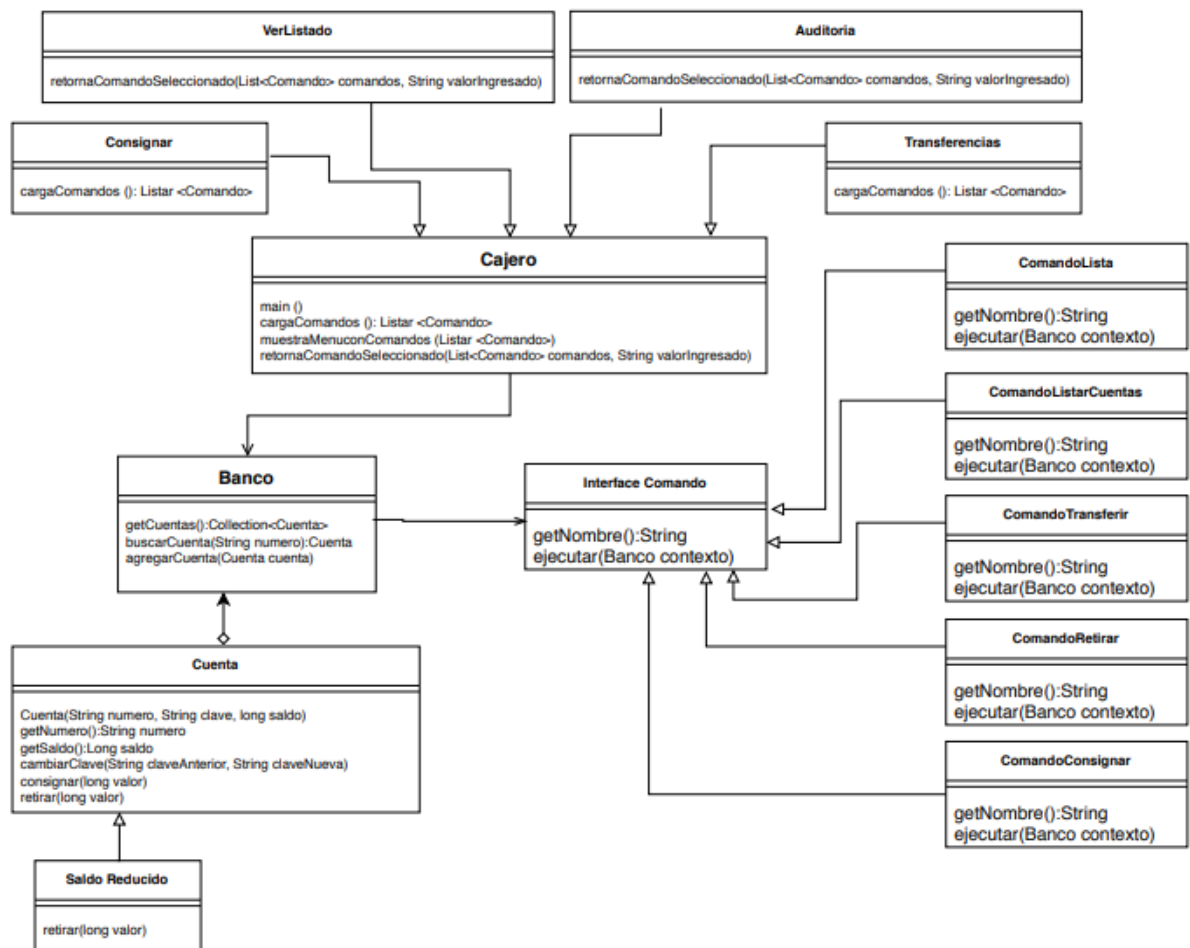 VerListado
retornaComandoSeleccionado(List<Comando> comandos, String valorIngresado)
Auditoria
retornaComandoSeleccionado(List<Comando> comandos, String valorIngresado)
Consignar
cargaComandos (): Listar <Comando>
Transferencias
cargaComandos (): Listar <Comando>
Cajero
main ()
cargaComandos (): Listar <Comando>
muestraMenuconComandos (Listar <Comando>)
retornaComandoSeleccionado(List<Comando> comandos, String valorIngresado)
ComandoLista
getNombre():String
ejecutar(Banco contexto)
ComandoListarCuentas
getNombre():String
ejecutar(Banco contexto)
Banco
getCuentas():Collection<Cuenta>
buscarCuenta(String numero):Cuenta
agregarCuenta(Cuenta cuenta)
Interface Comando
getNombre():String
ejecutar(Banco contexto)
ComandoTransferir
getNombre():String
ejecutar(Banco contexto)
ComandoRetirar
getNombre():String
ejecutar(Banco contexto)
Cuenta
Cuenta(String numero, String clave, long saldo)
getNumero():String numero
getSaldo():Long saldo
cambiarClave(String claveAnterior, String claveNueva)
consignar(long valor)
retirar(long valor)
ComandoConsignar
getNombre():String
ejecutar(Banco contexto)
Saldo Reducido
retirar(long valor)